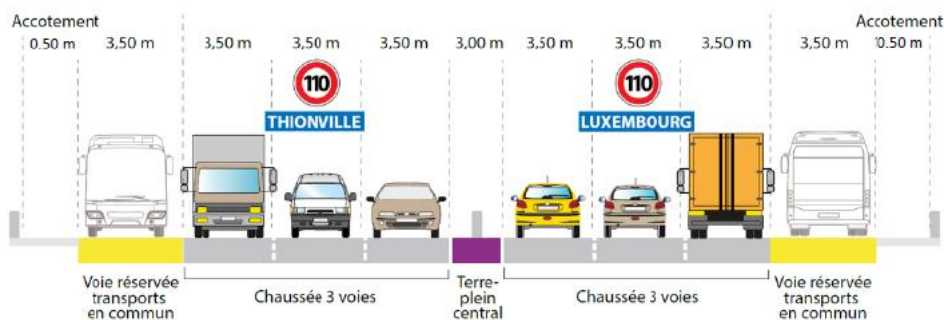 Accotement
Accotement
0.50 m 3,50 m 3,50 m 3,50 m 3,50 m 3,00 m 3,50 m 3,50 m 3,50 m 3,50 m 0.50 m
110 110
THIONVILLE LUXEMBOURG
Voie réservée
transports
en commun
Chaussée 3 voies
Terre-
plein
central
Chaussée 3 voies
Voie réservée
transports
en commun